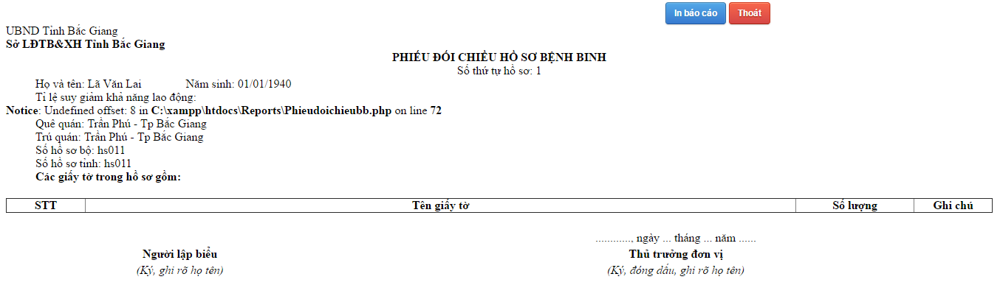 In báo cáo Thoát
UBND Tỉnh Bắc Giang
Sở LĐTB&XH Tỉnh Bắc Giang
PHIẾU ĐỐI CHIẾU HỒ SƠ BỆNH BINH
Số thứ tự hồ sơ: 1
Họ và tên: Lã Văn Lai Năm sinh: 01/01/1940
Tỉ lệ suy giảm khả năng lao động:
Notice: Undefined offset: 8 in C:\xampp\htdocs\Reports\Phieudoichieubb.php on line 72
Quê quán: Trần Phú - Tp Bắc Giang
Trú quán: Trần Phú - Tp Bắc Giang
Số hồ sơ bộ: hs011
Số hồ sơ tỉnh: hs011
Các giấy tờ trong hồ sơ gồm:
STT Tên giấy tờ Số lượng Ghi chú
............, ngày ... tháng ... năm ......
Người lập biểu Thủ trưởng đơn vị
(Ký, ghi rõ họ tên) (Ký, đóng dấu, ghi rõ họ tên)